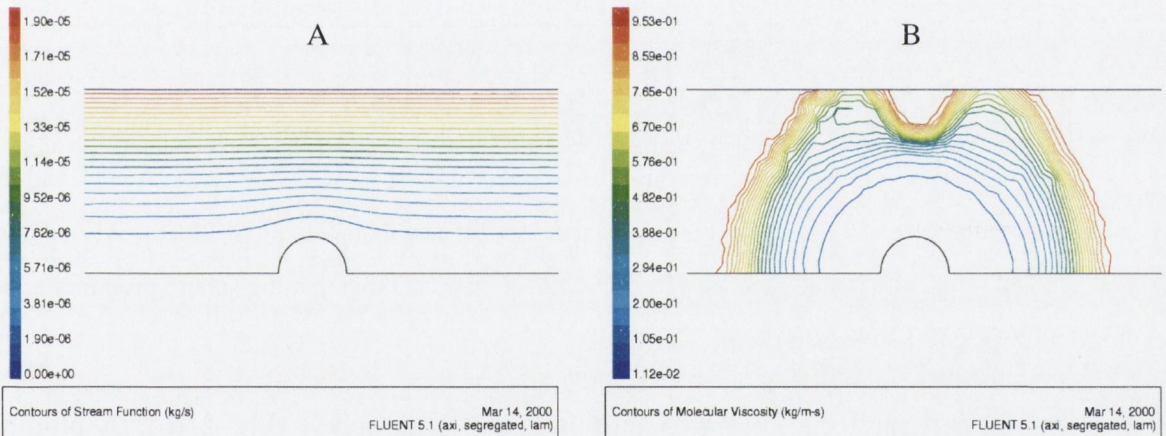 A
1.90e-05
1.71e-05
1.52e-05
1.33e-05
1.14e-05
9.52e-06
7.62e-06
5.71e-06
3.81e-06
1.90e-06
0.00e+00
Contours of Stream Function (kg/s)
Mar 14, 2000
FLUENT 5.1 (axi, segregated, lam)
B
9.53e-01
8.59e-01
7.65e-01
6.70e-01
5.76e-01
4.82e-01
3.88e-01
2.94e-01
2.00e-01
1.05e-01
1.12e-02
Contours of Molecular Viscosity (kg/m-s)
Mar 14, 2000
FLUENT 5.1 (axi, segregated, lam)